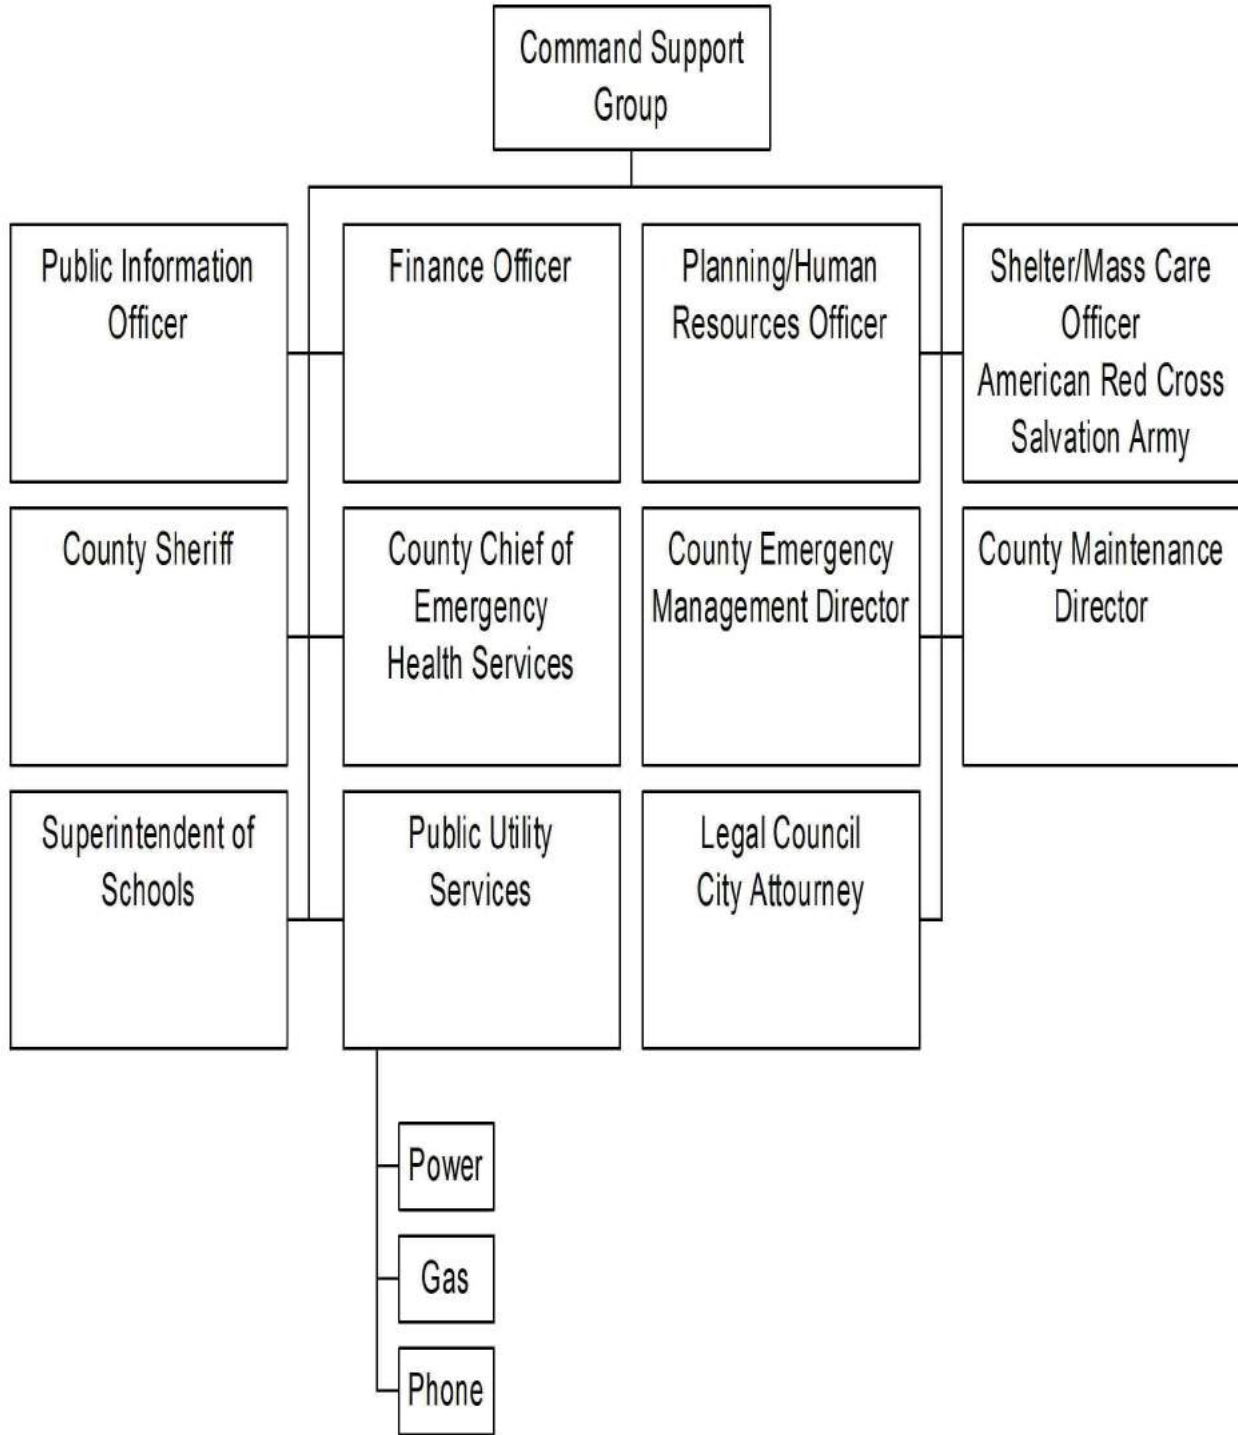 Command Support
Group
Public Information
Officer
Finance Officer
Planning/Human
Resources Officer
Shelter/Mass Care
Officer
American Red Cross
Salvation Army
County Sheriff
County Chief of
Emergency
Health Services
County Emergency
Management Director
County Maintenance
Director
Superintendent of
Schools
Public Utility
Services
Legal Council
City Attourney
Power
Gas
Phone